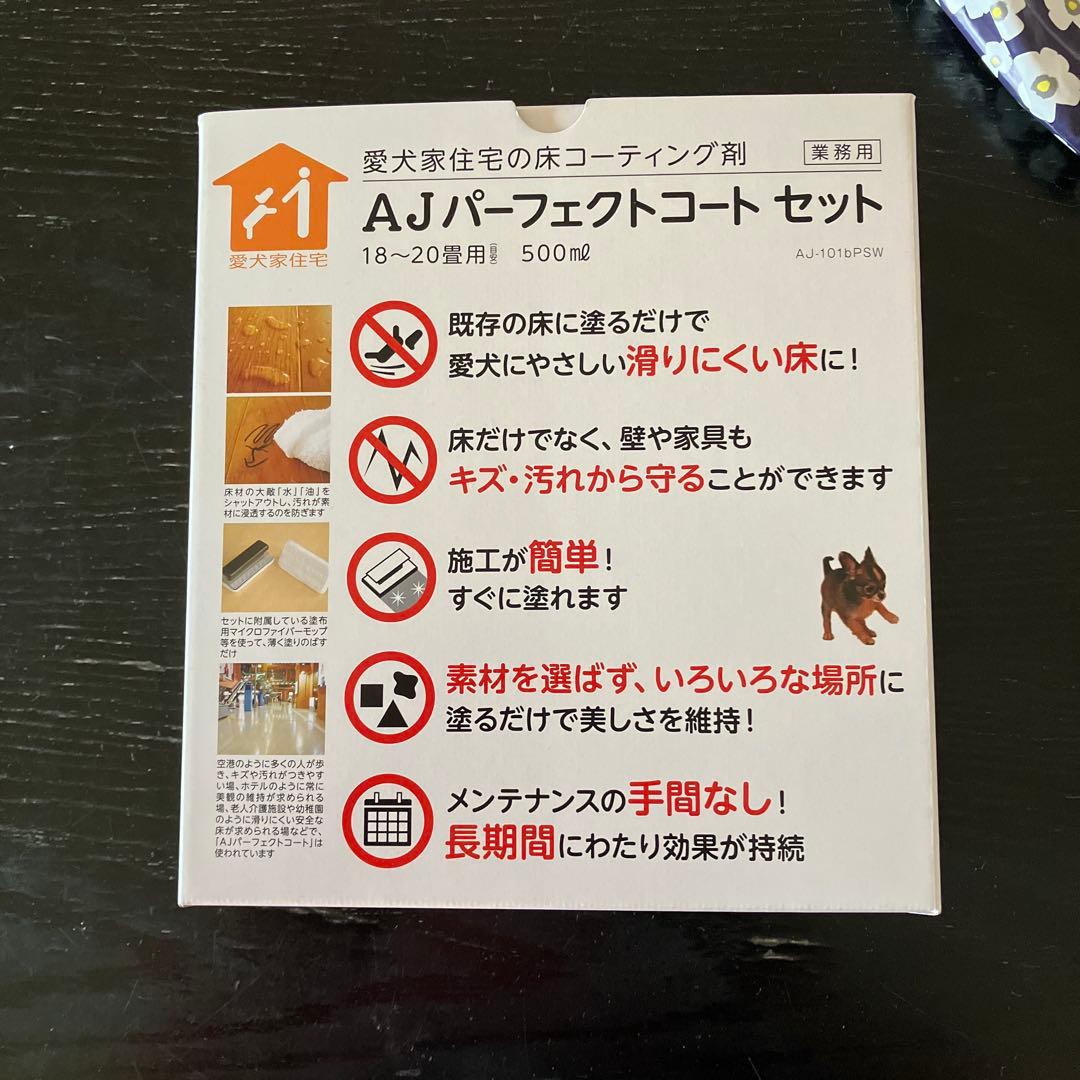 愛犬家住宅の床コーティング剤
業務用
AJパーフェクトコート セット
18～20畳用(目安) 500㎖
AJ-101bPSW
愛犬家住宅
既存の床に塗るだけで
愛犬にやさしい滑りにくい床に！
床だけでなく、壁や家具も
キズ・汚れから守ることができます
床材の大敵「水」「油」を
シャットアウトし、汚れが素
材に浸透するのを防ぎます
施工が簡単！
すぐに塗れます
セットに附属している塗布
用マイクロファイバーモップ
等を使って、薄く塗りのばす
だけ
素材を選ばず、いろいろな場所に
塗るだけで美しさを維持！
空港のように多くの人が歩
き、キズや汚れがつきやす
い場、ホテルのように常に
美観の維持が求められる
場、老人介護施設や幼稚園
のように滑りにくい安全な
床が求められる場などで、
「AJパーフェクトコート」は
使われています
メンテナンスの手間なし！
長期間にわたり効果が持続